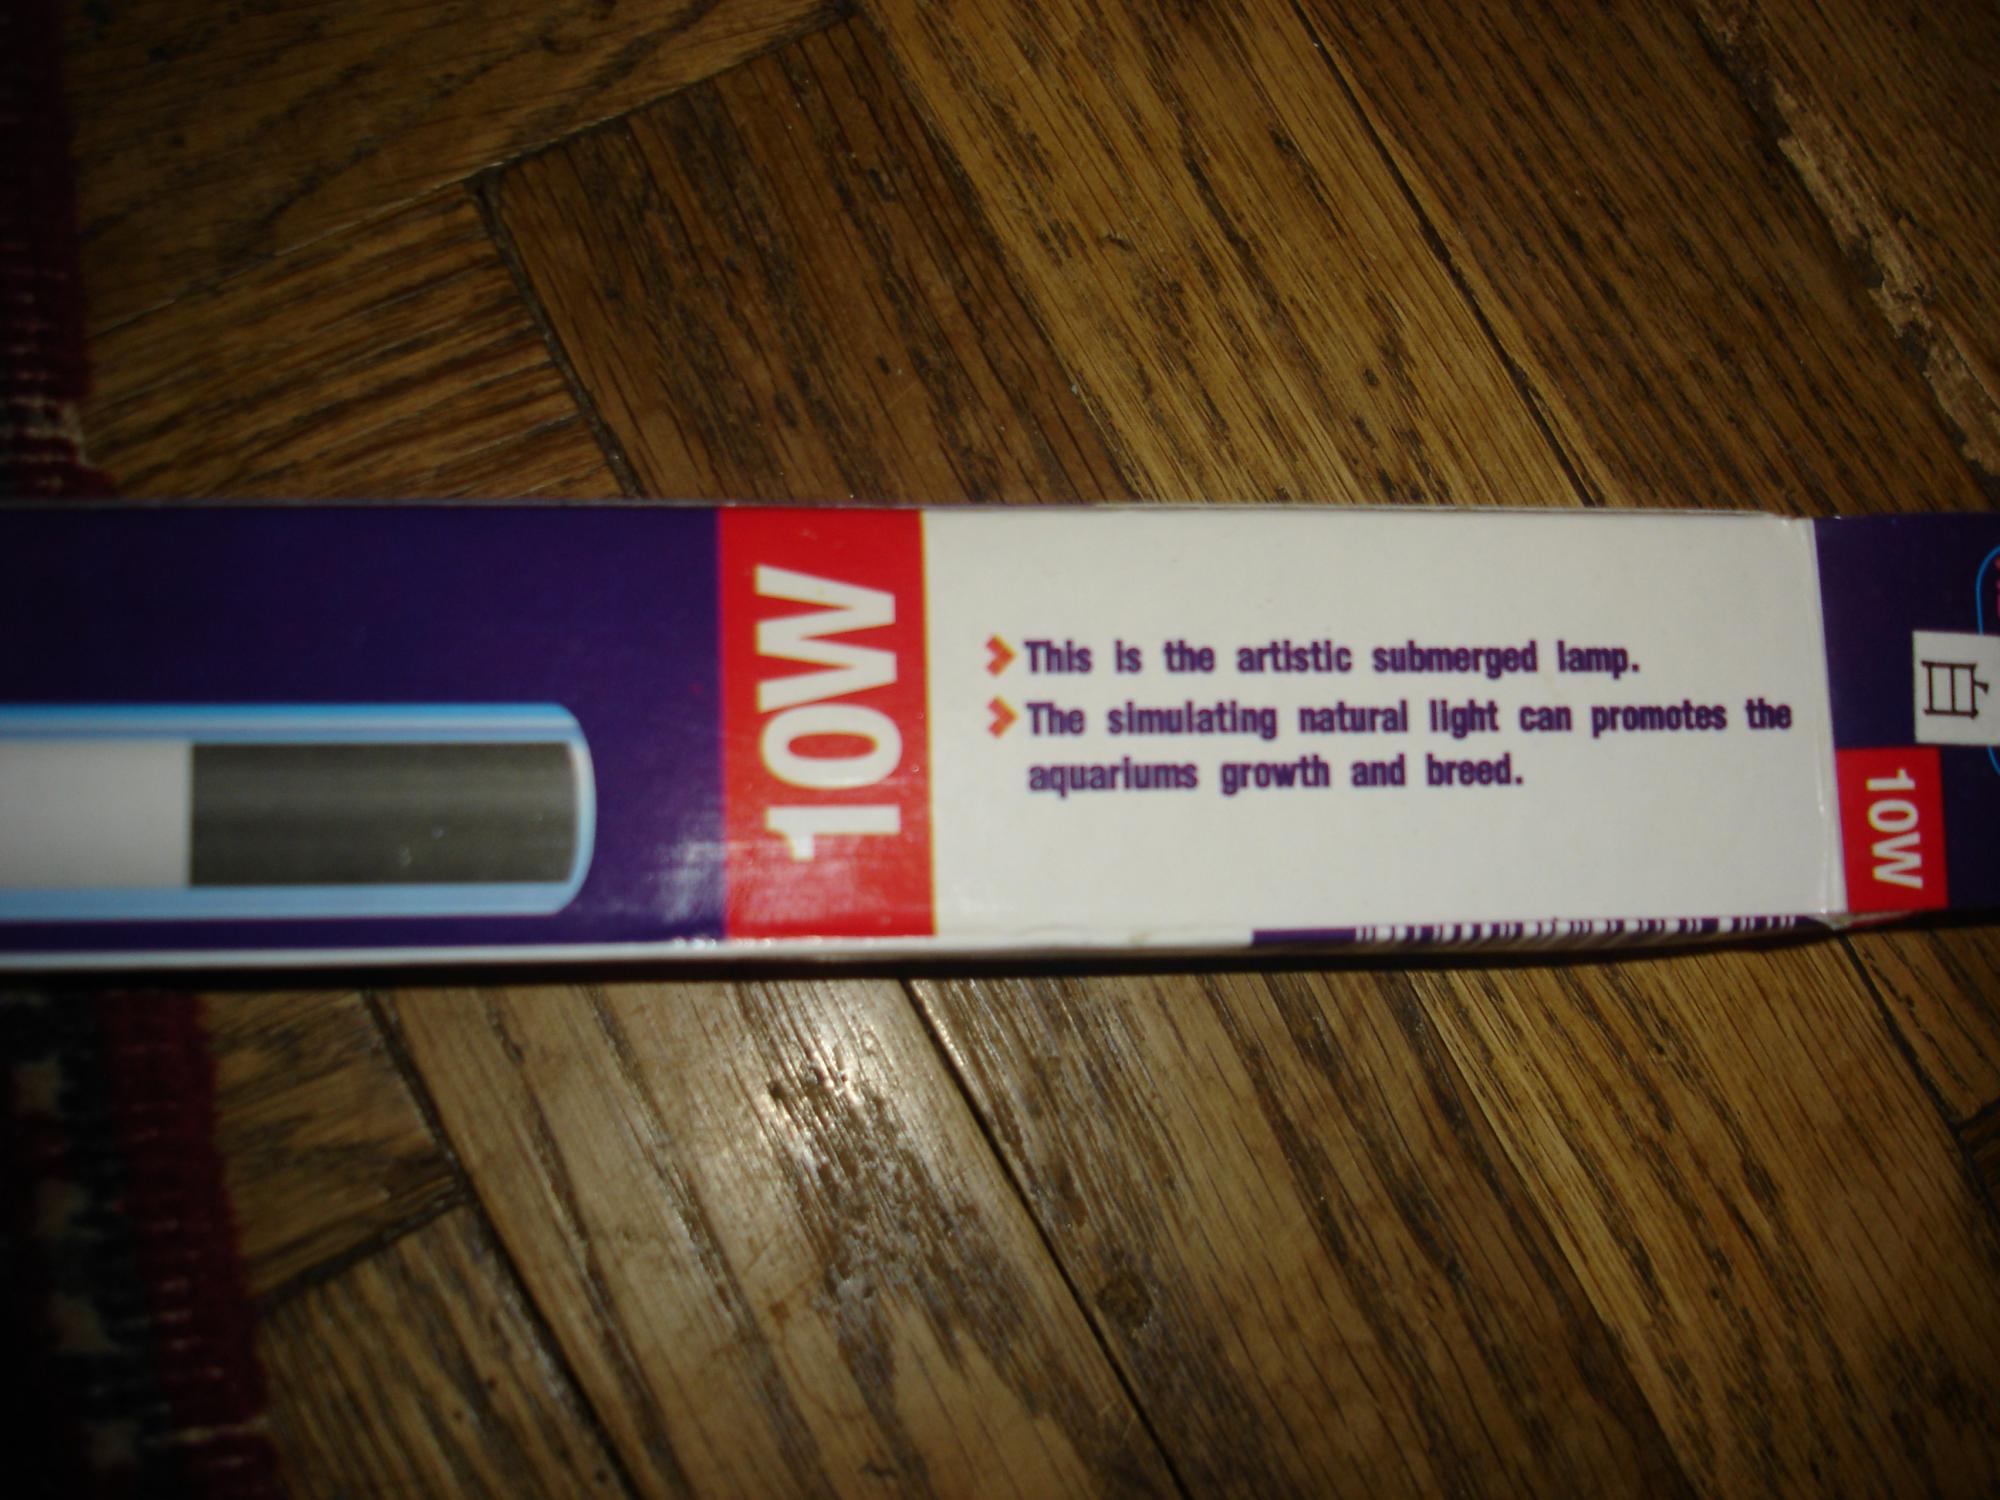 10W
This is the artistic submerged lamp.
The simulating natural light can promotes the
aquariums growth and breed.
白
10W